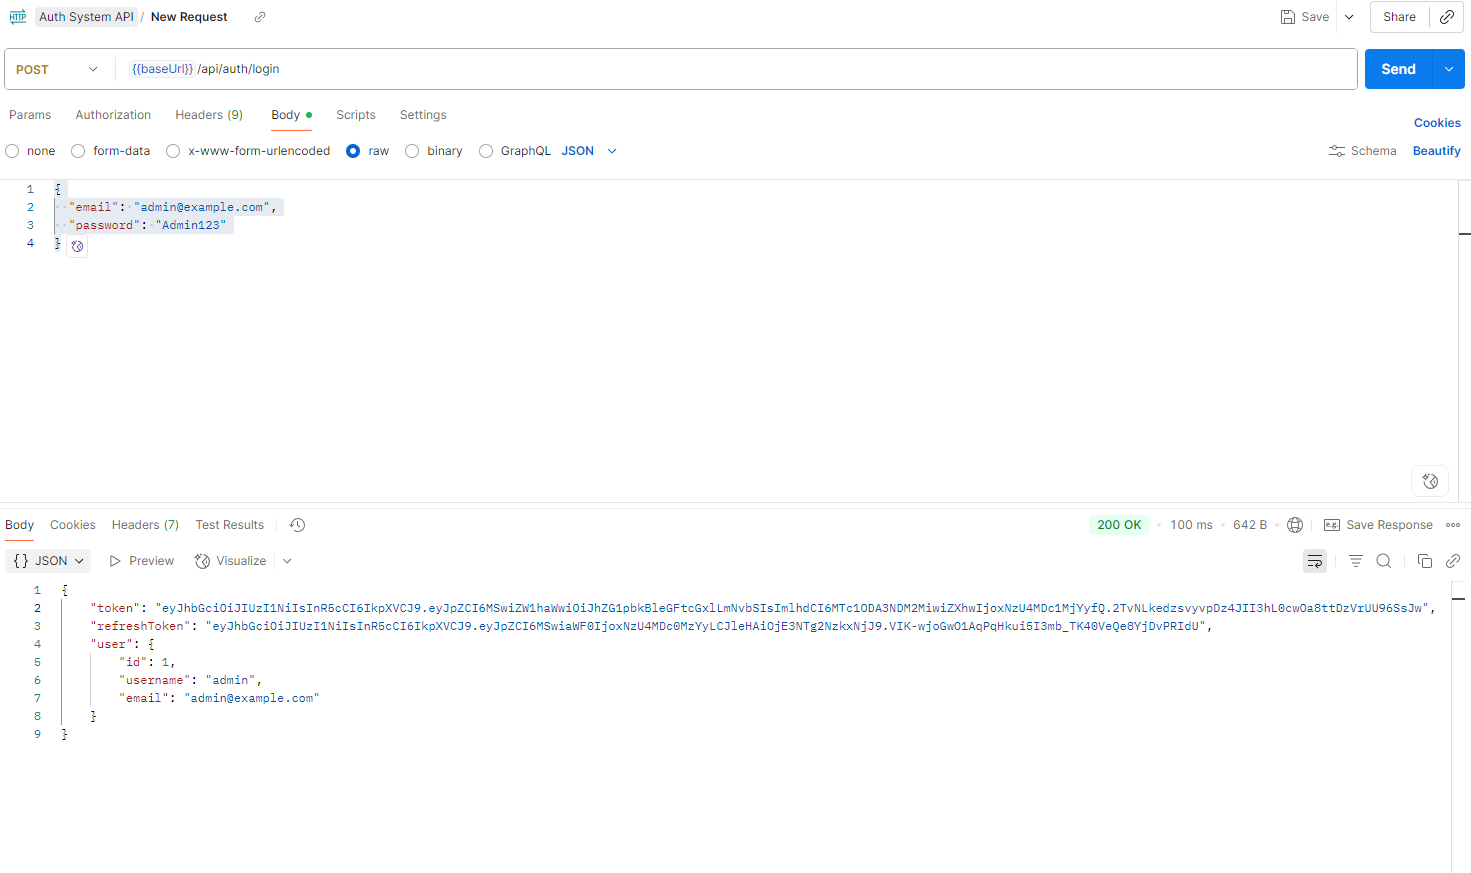 HTTP Auth System API / New Request
Save
Share
POST
{{baseUrl}} /api/auth/login
Send
Params
Authorization
Headers (9)
Body
Scripts
Settings
Cookies
none
form-data
x-www-form-urlencoded
raw
binary
GraphQL
JSON
Schema
Beautify
1 {
2 "email": "admin@example.com",
3 "password": "Admin123"
4 }
Body
Cookies
Headers (7)
Test Results
200 OK
100 ms
642 B
e.g. Save Response
{} JSON
Preview
Visualize
1 {
2 "token": "eyJhbGciOiJIUzI1NiIsInR5cCI6IkpXVCJ9.eyJpZCI6MSwiZW1haWwiOiJhZG1pbkBleGFtcGxlLmNvbSIsImlhdCI6MTc1ODA3NDM2MiwiZXhwIjoxNzU4MDc1MjYyfQ.2TvNLkedzsvyvpDz4JII3hL0cwOa8ttDzVrUU96SsJw",
3 "refreshToken": "eyJhbGciOiJIUzI1NiIsInR5cCI6IkpXVCJ9.eyJpZCI6MSwiaWF0IjoxNzU4MDc0MzYyLCJleHAiOjE3NTg2NzkxNjJ9.VIK-wjoGwO1AqPqHkui5I3mb_TK40VeQe8YjDvPRIdU",
4 "user": {
5 "id": 1,
6 "username": "admin",
7 "email": "admin@example.com"
8 }
9 }